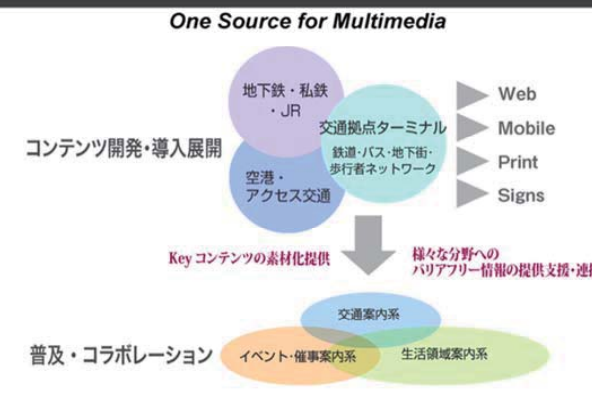 One Source for Multimedia
地下鉄・私鉄
・JR
交通拠点ターミナル
鉄道・バス・地下街・
歩行者ネットワーク
空港・
アクセス交通
コンテンツ開発・導入展開
Web
Mobile
Print
Signs
Key コンテンツの素材化提供
様々な分野への
バリアフリー情報の提供支援・連
交通案内系
イベント・催事案内系
生活領域案内系
普及・コラボレーション